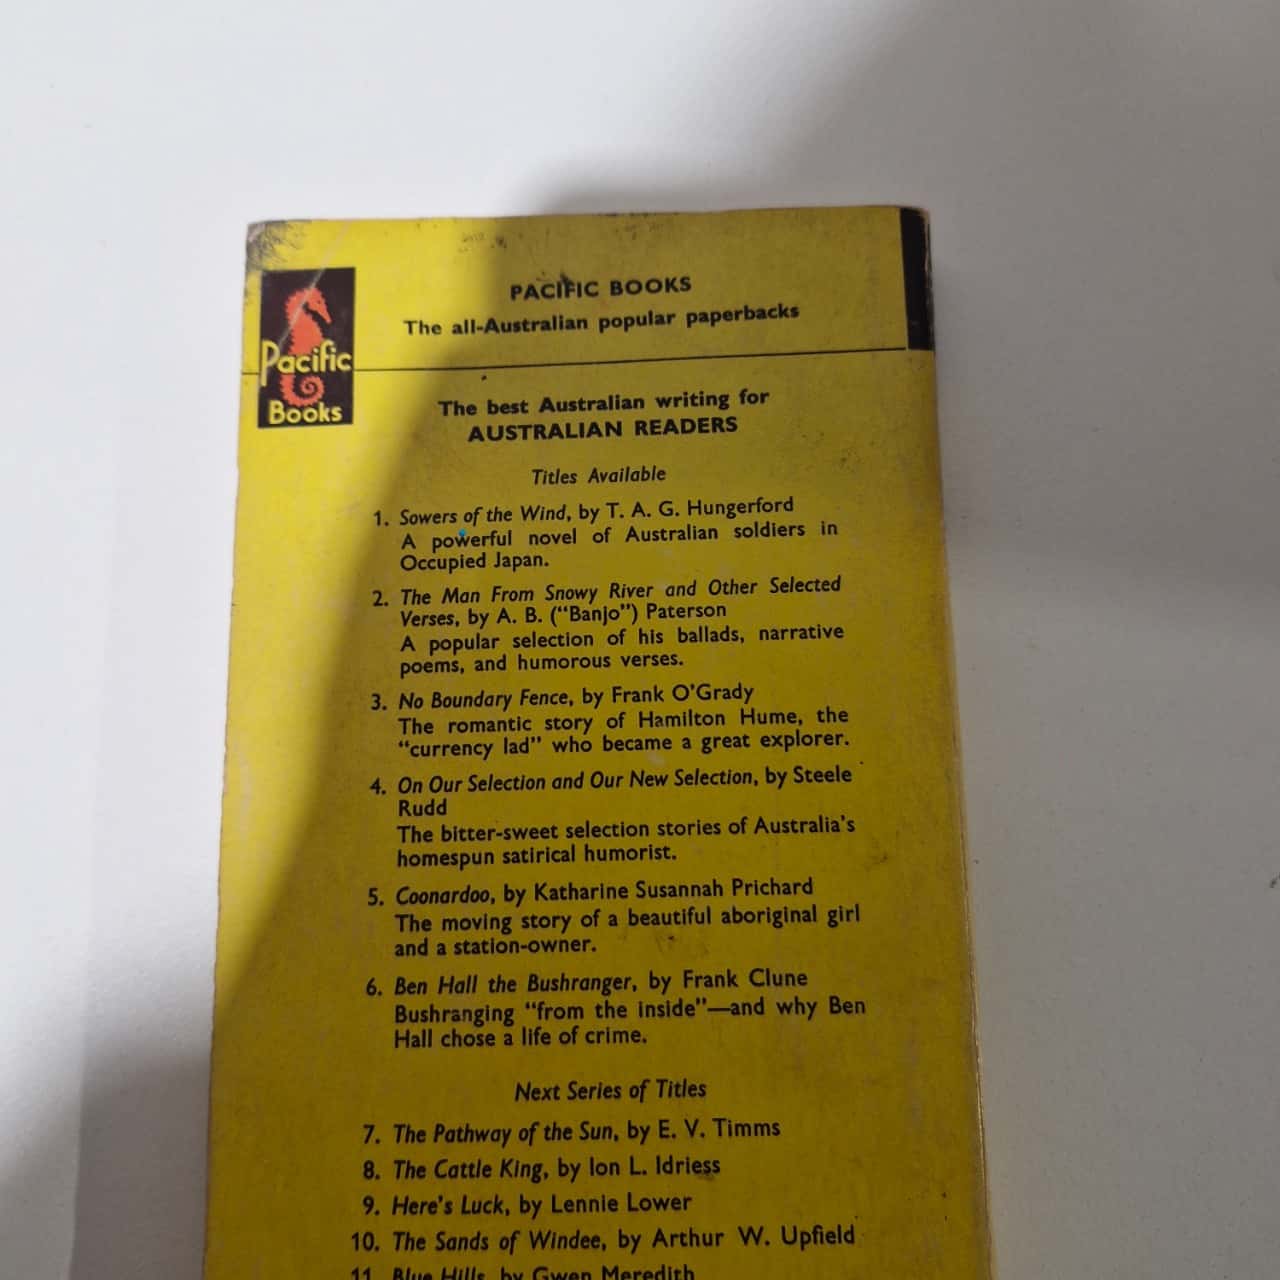 Pacific
Books
PACIFIC BOOKS
The all-Australian popular paperbacks
The best Australian writing for
AUSTRALIAN READERS
Titles Available
1. Sowers of the Wind, by T. A. G. Hungerford
A powerful novel of Australian soldiers in
Occupied Japan.
2. The Man From Snowy River and Other Selected
Verses, by A. B. ("Banjo") Paterson
A popular selection of his ballads, narrative
poems, and humorous verses.
3. No Boundary Fence, by Frank O'Grady
The romantic story of Hamilton Hume, the
"currency lad" who became a great explorer.
4. On Our Selection and Our New Selection, by Steele
Rudd
The bitter-sweet selection stories of Australia's
homespun satirical humorist.
5. Coonardoo, by Katharine Susannah Prichard
The moving story of a beautiful aboriginal girl
and a station-owner.
6. Ben Hall the Bushranger, by Frank Clune
Bushranging "from the inside"—and why Ben
Hall chose a life of crime.
Next Series of Titles
7. The Pathway of the Sun, by E. V. Timms
8. The Cattle King, by Ion L. Idriess
9. Here's Luck, by Lennie Lower
10. The Sands of Windee, by Arthur W. Upfield
11. Blue Hills, by Gwen Meredith